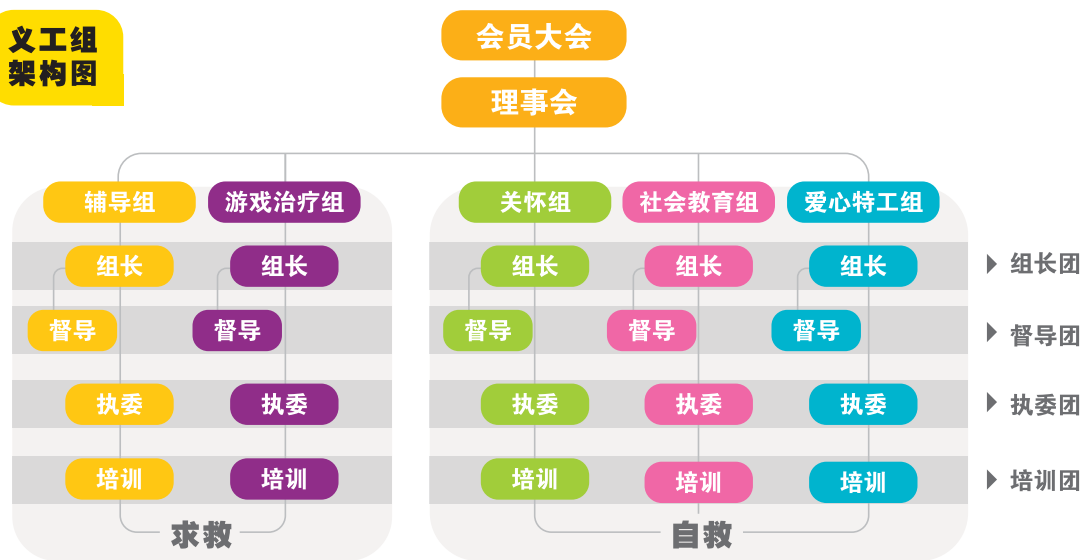 义工组
架构图
会员大会
理事会
辅导组
游戏治疗组
关怀组
社会教育组
爱心特工组
组长
组长
组长
组长
组长
组长团
督导
督导
督导
督导
督导
督导团
执委
执委
执委
执委
执委
执委团
培训
培训
培训
培训
培训
培训团
求救
自救